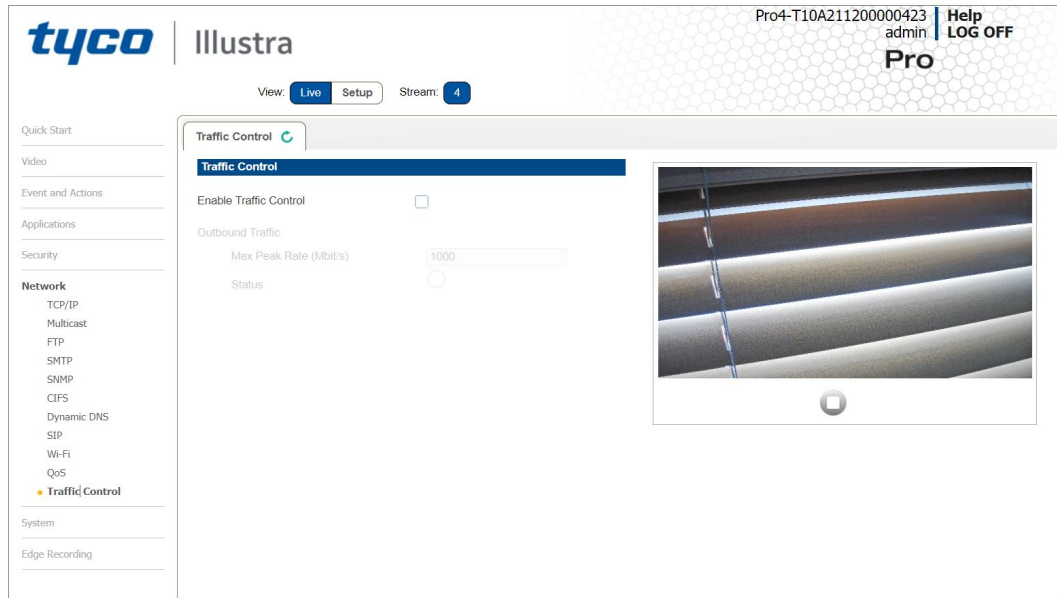 tyco Illustra
Pro4-T10A211200000423 Help
admin LOG OFF
Pro
View: Live Setup Stream: 4
Quick Start
Video
Event and Actions
Applications
Security
Network
TCP/IP
Multicast
FTP
SMTP
SNMP
CIFS
Dynamic DNS
SIP
Wi-Fi
QoS
Traffic Control
System
Edge Recording
Traffic Control
Traffic Control
Enable Traffic Control
Outbound Traffic
Max Peak Rate (Mbit/s) 1000
Status